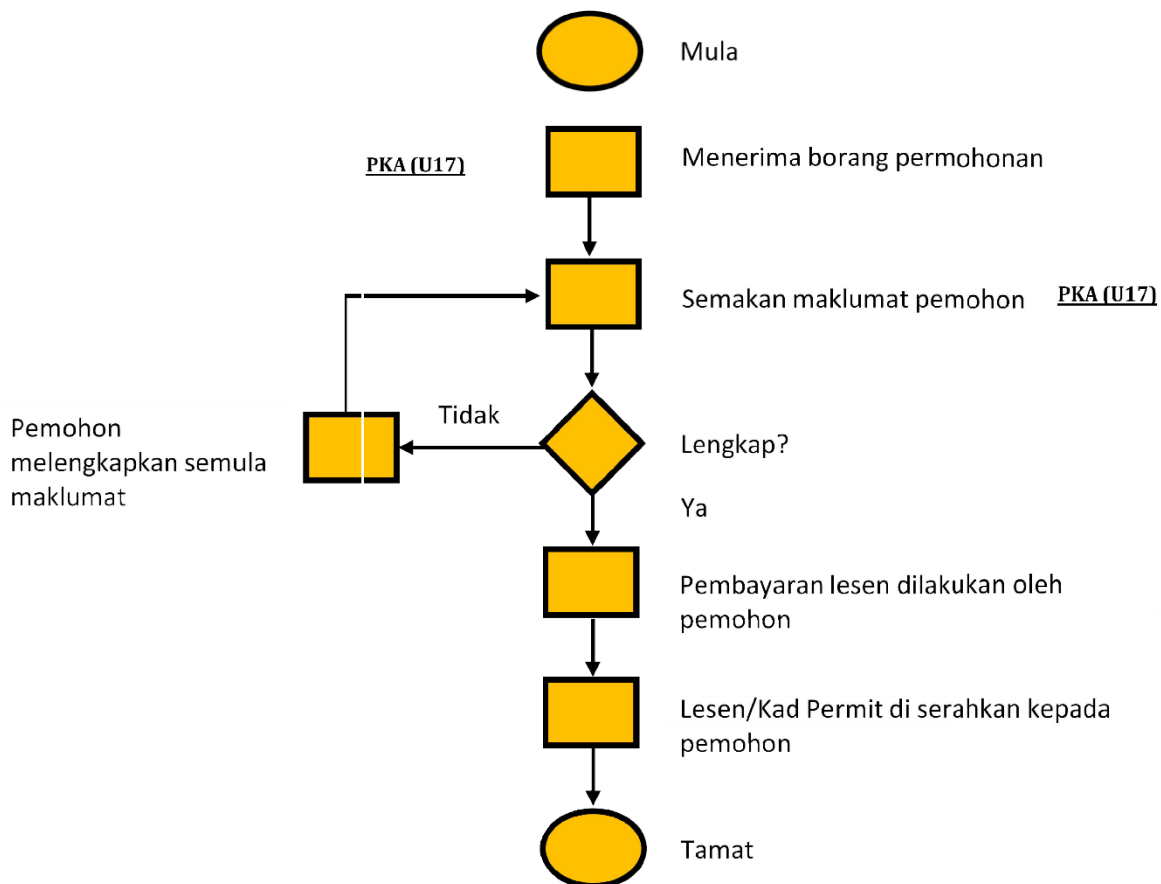 Mula
PKA (U17)
Menerima borang permohonan
Semakan maklumat pemohon
PKA (U17)
Pemohon
melengkapkan semula
maklumat
Tidak
Lengkap?
Ya
Pembayaran lesen dilakukan oleh
pemohon
Lesen/Kad Permit di serahkan kepada
pemohon
Tamat